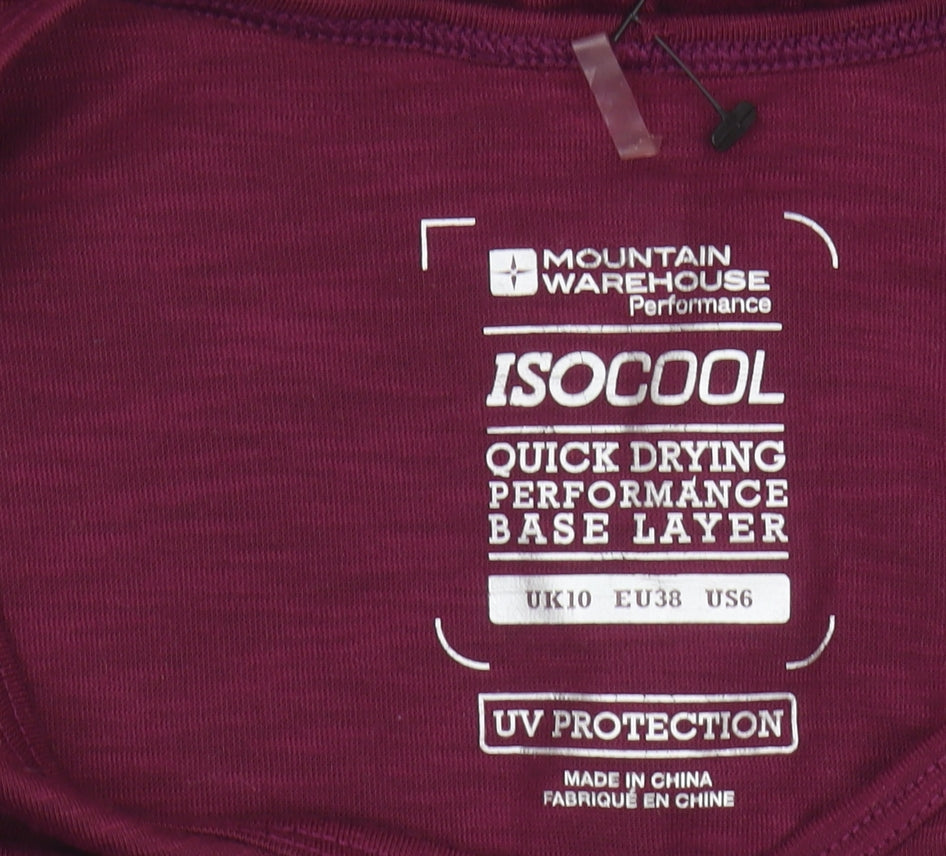 MOUNTAIN
WAREHOUSE
Performance
ISOCOOL
QUICK DRYING
PERFORMANCE
BASE LAYER
UK10 EU38 US6
UV PROTECTION
MADE IN CHINA
FABRIQUÉ EN CHINE